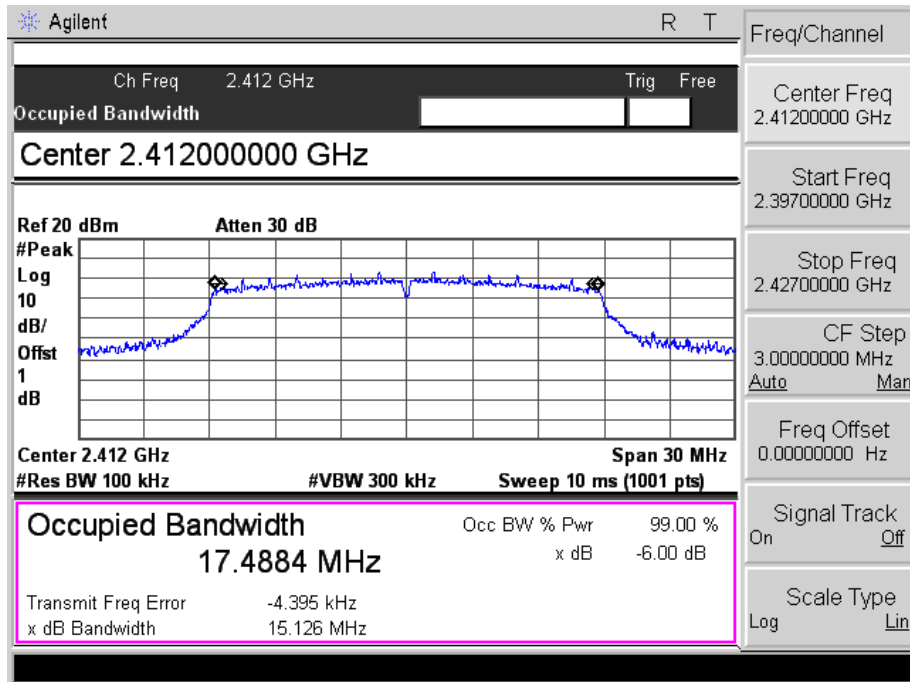 Agilent R T
Ch Freq 2.412 GHz Trig Free
Occupied Bandwidth
Center 2.412000000 GHz
Ref 20 dBm Atten 30 dB
#Peak
Log
10
dB/
Offst
1
dB
Center 2.412 GHz Span 30 MHz
#Res BW 100 kHz #VBW 300 kHz Sweep 10 ms (1001 pts)
Occupied Bandwidth Occ BW % Pwr 99.00 %
17.4884 MHz x dB -6.00 dB
Transmit Freq Error -4.395 kHz
x dB Bandwidth 15.126 MHz
Freq/Channel
Center Freq
2.41200000 GHz
Start Freq
2.39700000 GHz
Stop Freq
2.42700000 GHz
CF Step
3.00000000 MHz
Auto Man
Freq Offset
0.00000000 Hz
Signal Track
On Off
Scale Type
Log Lin